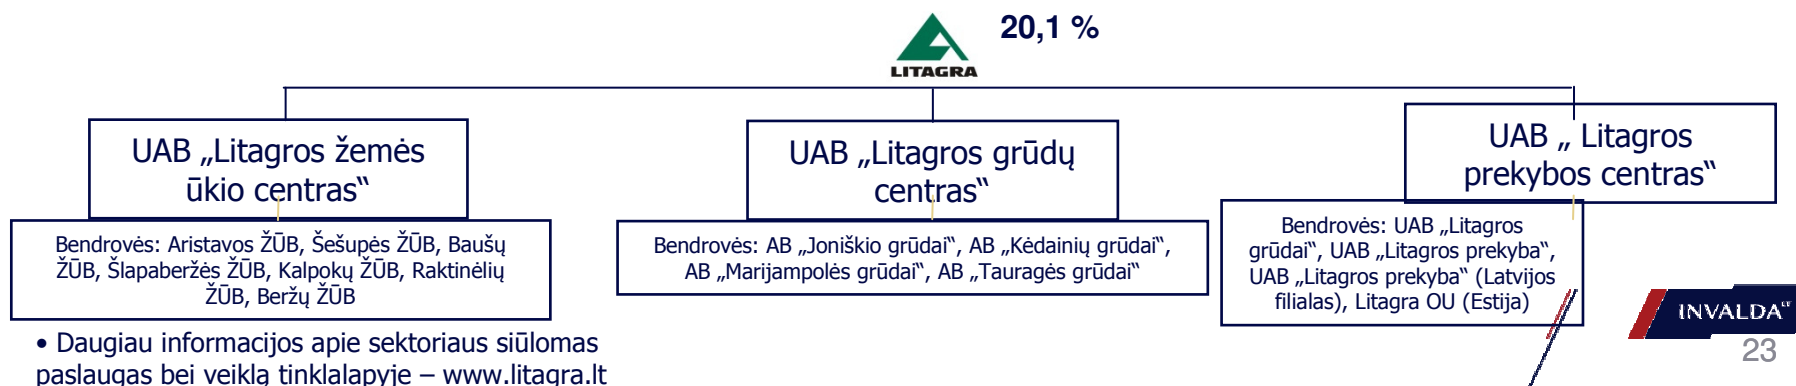 20,1 %
LITAGRA
UAB „Litagros žemės
ūkio centras“
Bendrovės: Aristavos ŽŪB, Šešupės ŽŪB, Baušų
ŽŪB, Šlapaberžės ŽŪB, Kalpokų ŽŪB, Raktinėlių
ŽŪB, Beržų ŽŪB
UAB „Litagros grūdų
centras“
Bendrovės: AB „Joniškio grūdai“, AB „Kėdainių grūdai“,
AB „Marijampolės grūdai“, AB „Tauragės grūdai“
UAB „ Litagros
prekybos centras“
Bendrovės: UAB „Litagros
grūdai“, UAB „Litagros prekyba“,
UAB „Litagros prekyba“ (Latvijos
filialas), Litagra OU (Estija)
• Daugiau informacijos apie sektoriaus siūlomas
paslaugas bei veiklą tinklalapyje – www.litagra.lt
INVALDA LT
23